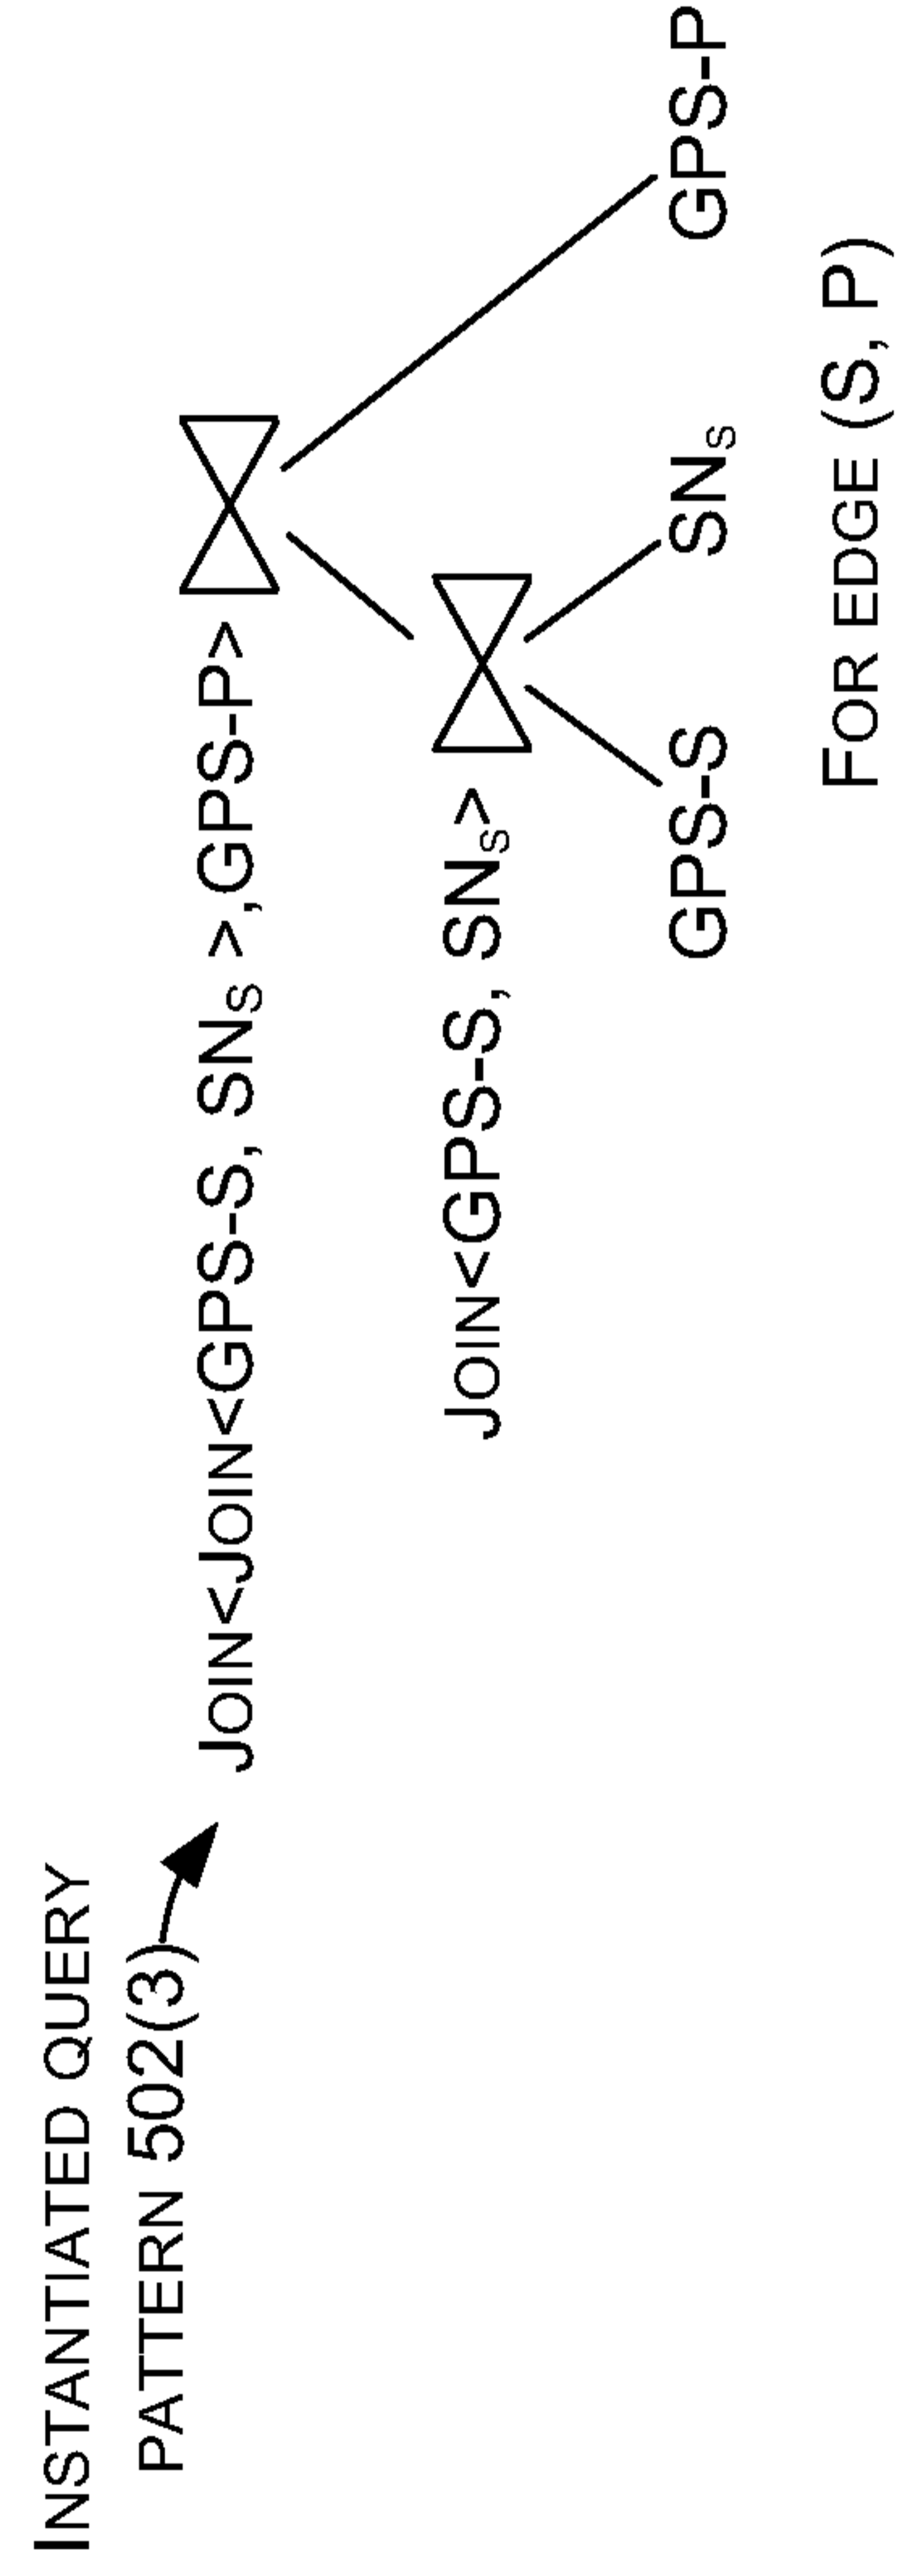 INSTANTIATED QUERY
PATTERN 502(3)
JOIN<JOIN<GPS-S, SNS >,GPS-P>
JOIN<GPS-S, SNS>
GPS-S SNS GPS-P
FOR EDGE (S, P)